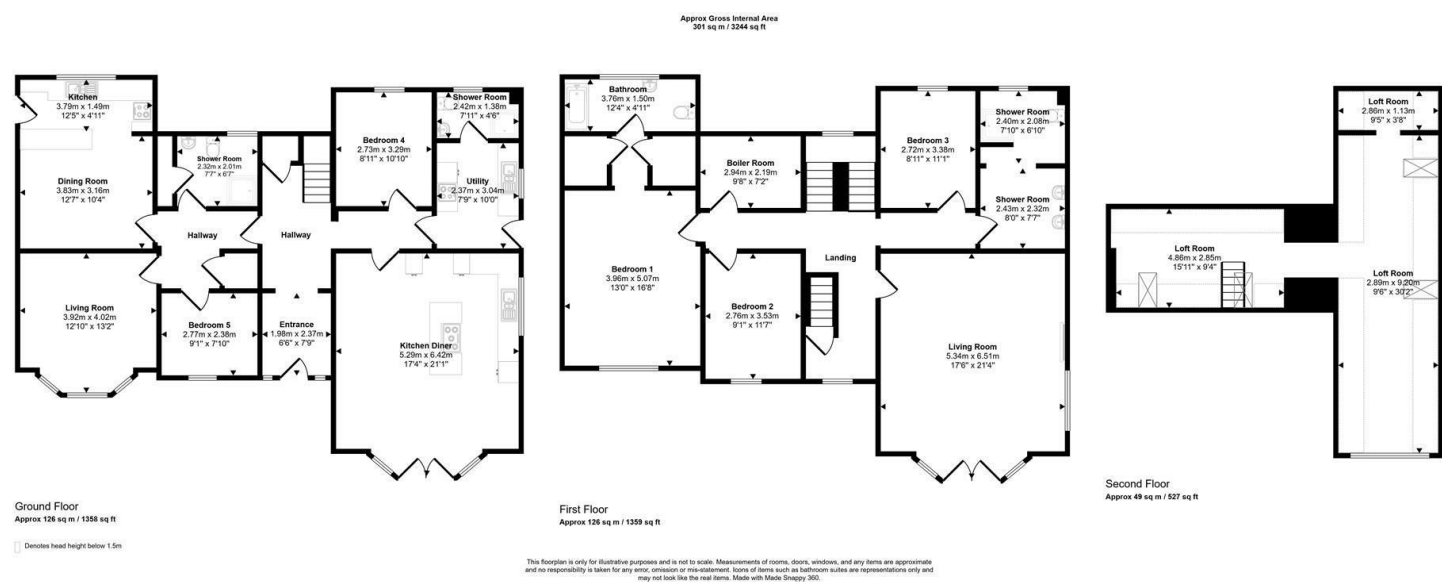 Approx Gross Internal Area
301 sq m / 3244 sq ft
Kitchen
3.79m x 1.49m
12'5" x 4'11"
Dining Room
3.83m x 3.16m
12'7" x 10'4"
Shower Room
2.32m x 2.01m
7'7" x 6'7"
Hallway
Hallway
Living Room
3.92m x 4.02m
12'10" x 13'2"
Bedroom 5
2.77m x 2.38m
9'1" x 7'10"
Entrance
1.98m x 2.37m
6'6" x 7'9"
Bedroom 4
2.73m x 3.29m
8'11" x 10'10"
Shower Room
2.42m x 1.38m
7'11" x 4'6"
Utility
2.37m x 3.04m
7'9" x 10'0"
Kitchen Diner
5.29m x 6.42m
17'4" x 21'1"
Ground Floor
Approx 126 sq m / 1358 sq ft
Denotes head height below 1.5m
Bathroom
3.76m x 1.50m
12'4" x 4'11"
Boiler Room
2.94m x 2.19m
9'8" x 7'2"
Bedroom 1
3.96m x 5.07m
13'0" x 16'8"
Bedroom 2
2.76m x 3.53m
9'1" x 11'7"
Landing
Bedroom 3
2.72m x 3.38m
8'11" x 11'1"
Shower Room
2.40m x 2.08m
7'10" x 6'10"
Shower Room
2.43m x 2.32m
8'0" x 7'7"
Living Room
5.34m x 6.51m
17'6" x 21'4"
First Floor
Approx 126 sq m / 1359 sq ft
Loft Room
2.86m x 1.13m
9'5" x 3'8"
Loft Room
4.86m x 2.85m
15'11" x 9'4"
Loft Room
2.89m x 9.20m
9'6" x 30'2"
Second Floor
Approx 49 sq m / 527 sq ft
This floorplan is only for illustrative purposes and is not to scale. Measurements of rooms, doors, windows, and any items are approximate
and no responsibility is taken for any error, omission or mis-statement. Icons of items such as bathroom suites are representations only and
may not look like the real items. Made with Made Snappy 360.